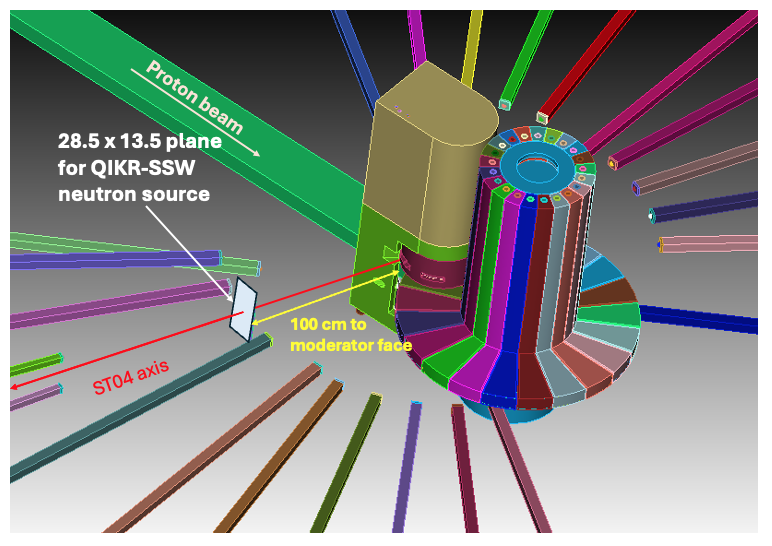 Proton beam
28.5 x 13.5 plane
for QIKR-SSW
neutron source
100 cm to
moderator face
ST04 axis